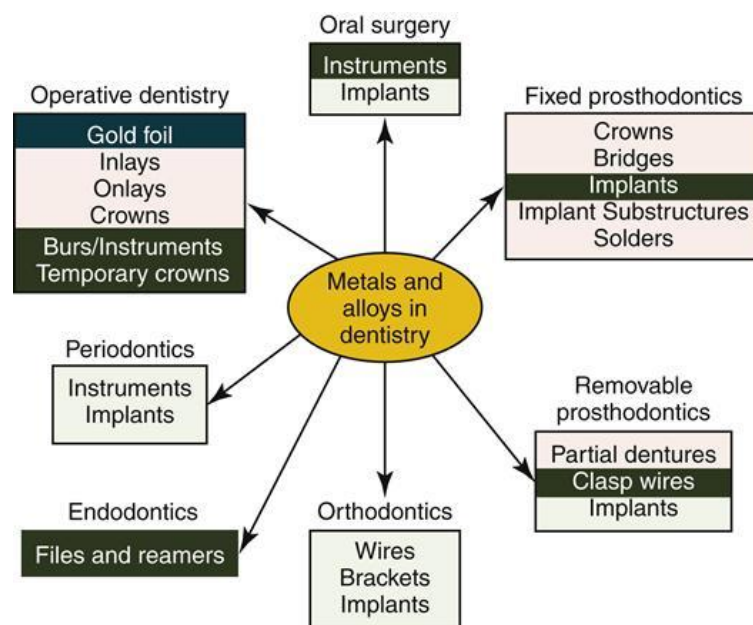 Oral surgery
Instruments
Implants
Operative dentistry
Gold foil
Inlays
Onlays
Crowns
Burs/Instruments
Temporary crowns
Fixed prosthodontics
Crowns
Bridges
Implants
Implant Substructures
Solders
Metals and
alloys in
dentistry
Periodontics
Instruments
Implants
Removable
prosthodontics
Partial dentures
Clasp wires
Implants
Endodontics
Files and reamers
Orthodontics
Wires
Brackets
Implants